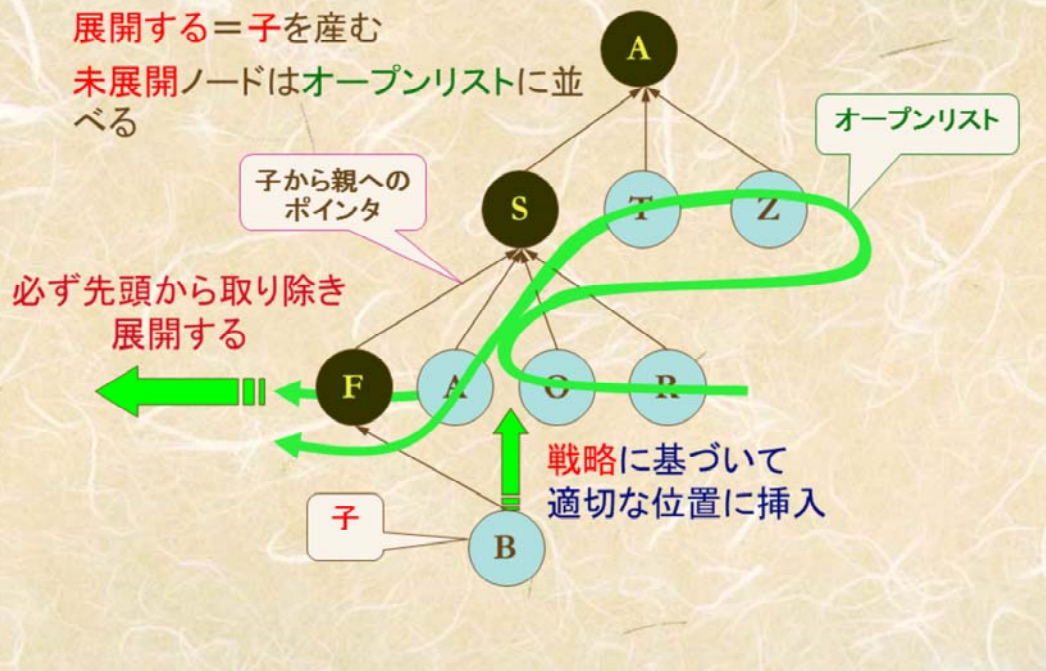 展開する＝子を産む
未展開ノードはオープンリストに並
べる
A
オープンリスト
子から親への
ポインタ
S
T
Z
必ず先頭から取り除き
展開する
F
A
O
R
戦略に基づいて
適切な位置に挿入
子
B